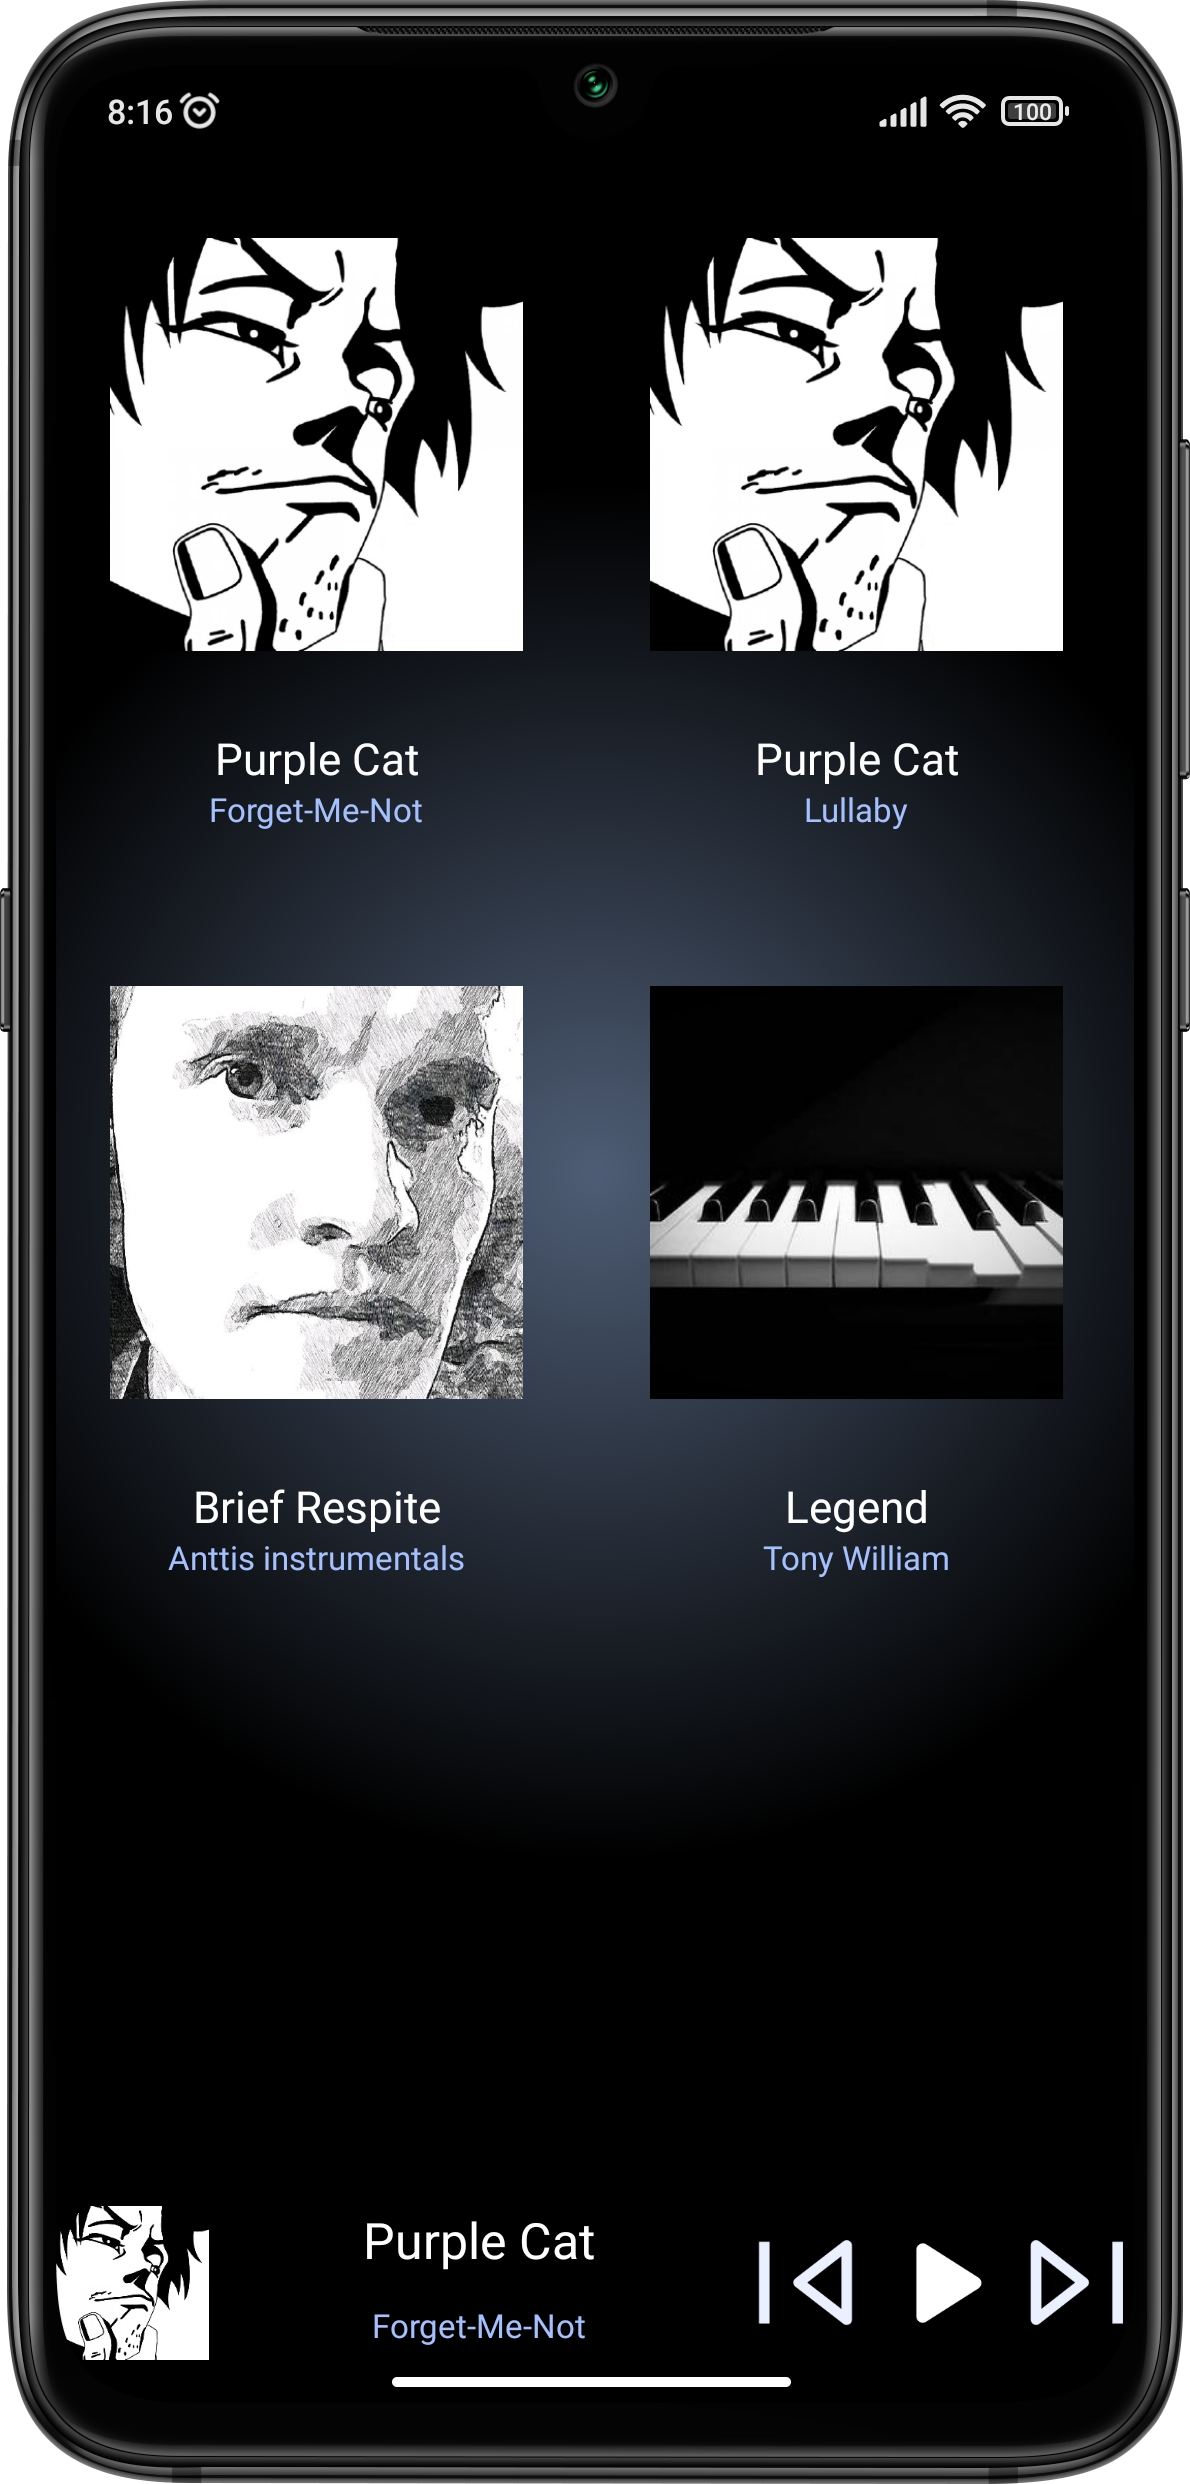 8:16
100
Purple Cat
Forget-Me-Not
Purple Cat
Lullaby
Brief Respite
Anttis instrumentals
Legend
Tony William
Purple Cat
Forget-Me-Not